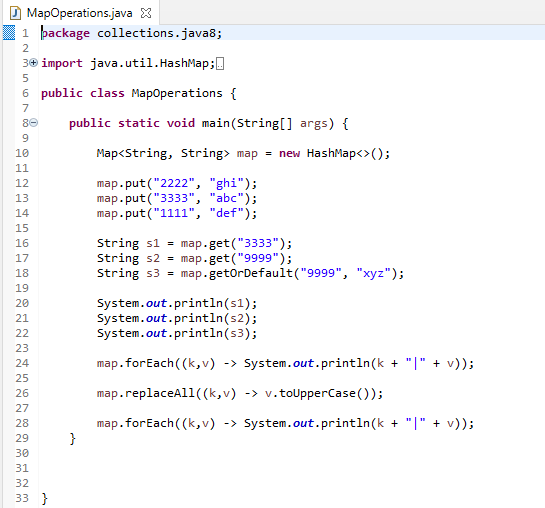 MapOperations.java
1 package collections.java8;
2
3 import java.util.HashMap;
5
6 public class MapOperations {
7
8     public static void main(String[] args) {
9
10         Map<String, String> map = new HashMap<>();
11
12         map.put("2222", "ghi");
13         map.put("3333", "abc");
14         map.put("1111", "def");
15
16         String s1 = map.get("3333");
17         String s2 = map.get("9999");
18         String s3 = map.getOrDefault("9999", "xyz");
19
20         System.out.println(s1);
21         System.out.println(s2);
22         System.out.println(s3);
23
24         map.forEach((k,v) -> System.out.println(k + "|" + v));
25
26         map.replaceAll((k,v) -> v.toUpperCase());
27
28         map.forEach((k,v) -> System.out.println(k + "|" + v));
29     }
30
31
32
33 }